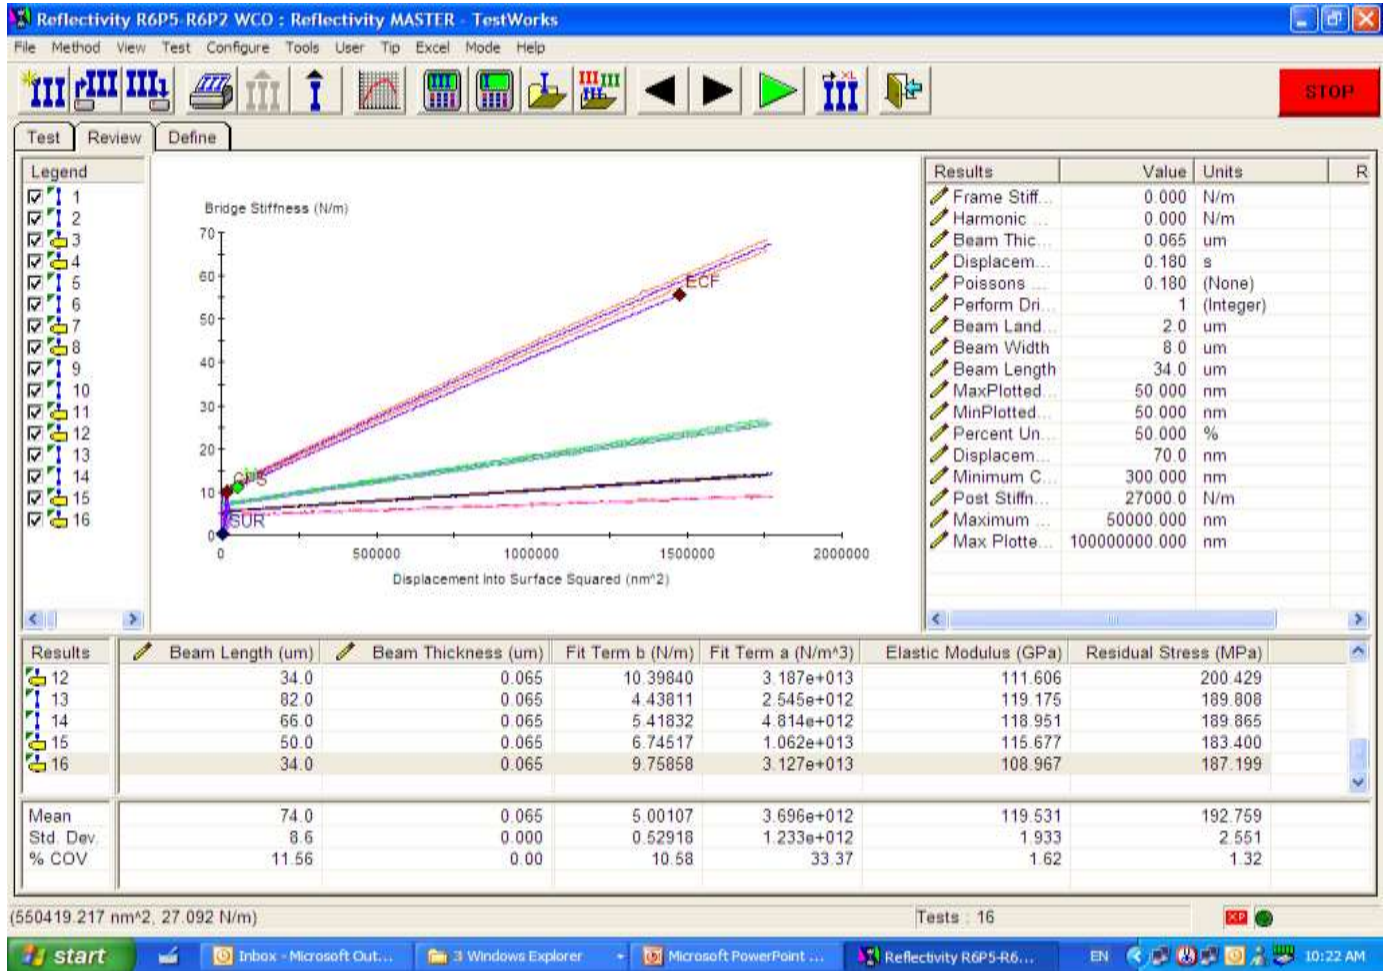 Reflectivity R6P5-R6P2 WCO : Reflectivity MASTER - TestWorks
File Method View Test Configure Tools User Tip Excel Mode Help
XL
STOP
Test Review Define
Legend
1
2
3
4
5
6
7
8
9
10
11
12
13
14
15
16
Bridge Stiffness (N/m)
70
60
50
40
30
20
10
0
ECF
SUR
0 500000 1000000 1500000 2000000
Displacement Into Surface Squared (nm^2)
Results Value Units R
Frame Stiff... 0.000 N/m
Harmonic ... 0.000 N/m
Beam Thic... 0.065 um
Displacem... 0.180 s
Poissons ... 0.180 (None)
Perform Dri... 1 (Integer)
Beam Land... 2.0 um
Beam Width 8.0 um
Beam Length 34.0 um
MaxPlotted... 50.000 nm
MinPlotted... 50.000 nm
Percent Un... 50.000 %
Displacem... 70.0 nm
Minimum C... 300.000 nm
Post Stiffn... 27000.0 N/m
Maximum ... 50000.000 nm
Max Plotte... 100000000.000 nm
Results Beam Length (um) Beam Thickness (um) Fit Term b (N/m) Fit Term a (N/m^3) Elastic Modulus (GPa) Residual Stress (MPa)
12 34.0 0.065 10.39840 3.187e+013 111.606 200.429
13 82.0 0.065 4.43811 2.545e+012 119.175 189.808
14 66.0 0.065 5.41832 4.814e+012 118.951 189.865
15 50.0 0.065 6.74517 1.062e+013 115.677 183.400
16 34.0 0.065 9.75858 3.127e+013 108.967 187.199
Mean 74.0 0.065 5.00107 3.696e+012 119.531 192.759
Std. Dev. 8.6 0.000 0.52918 1.233e+012 1.933 2.551
% COV 11.56 0.00 10.58 33.37 1.62 1.32
(550419.217 nm^2, 27.092 N/m) Tests : 16 XP
start Inbox - Microsoft Out... 3 Windows Explorer Microsoft PowerPoint ... Reflectivity R6P5-R6... EN 10:22 AM